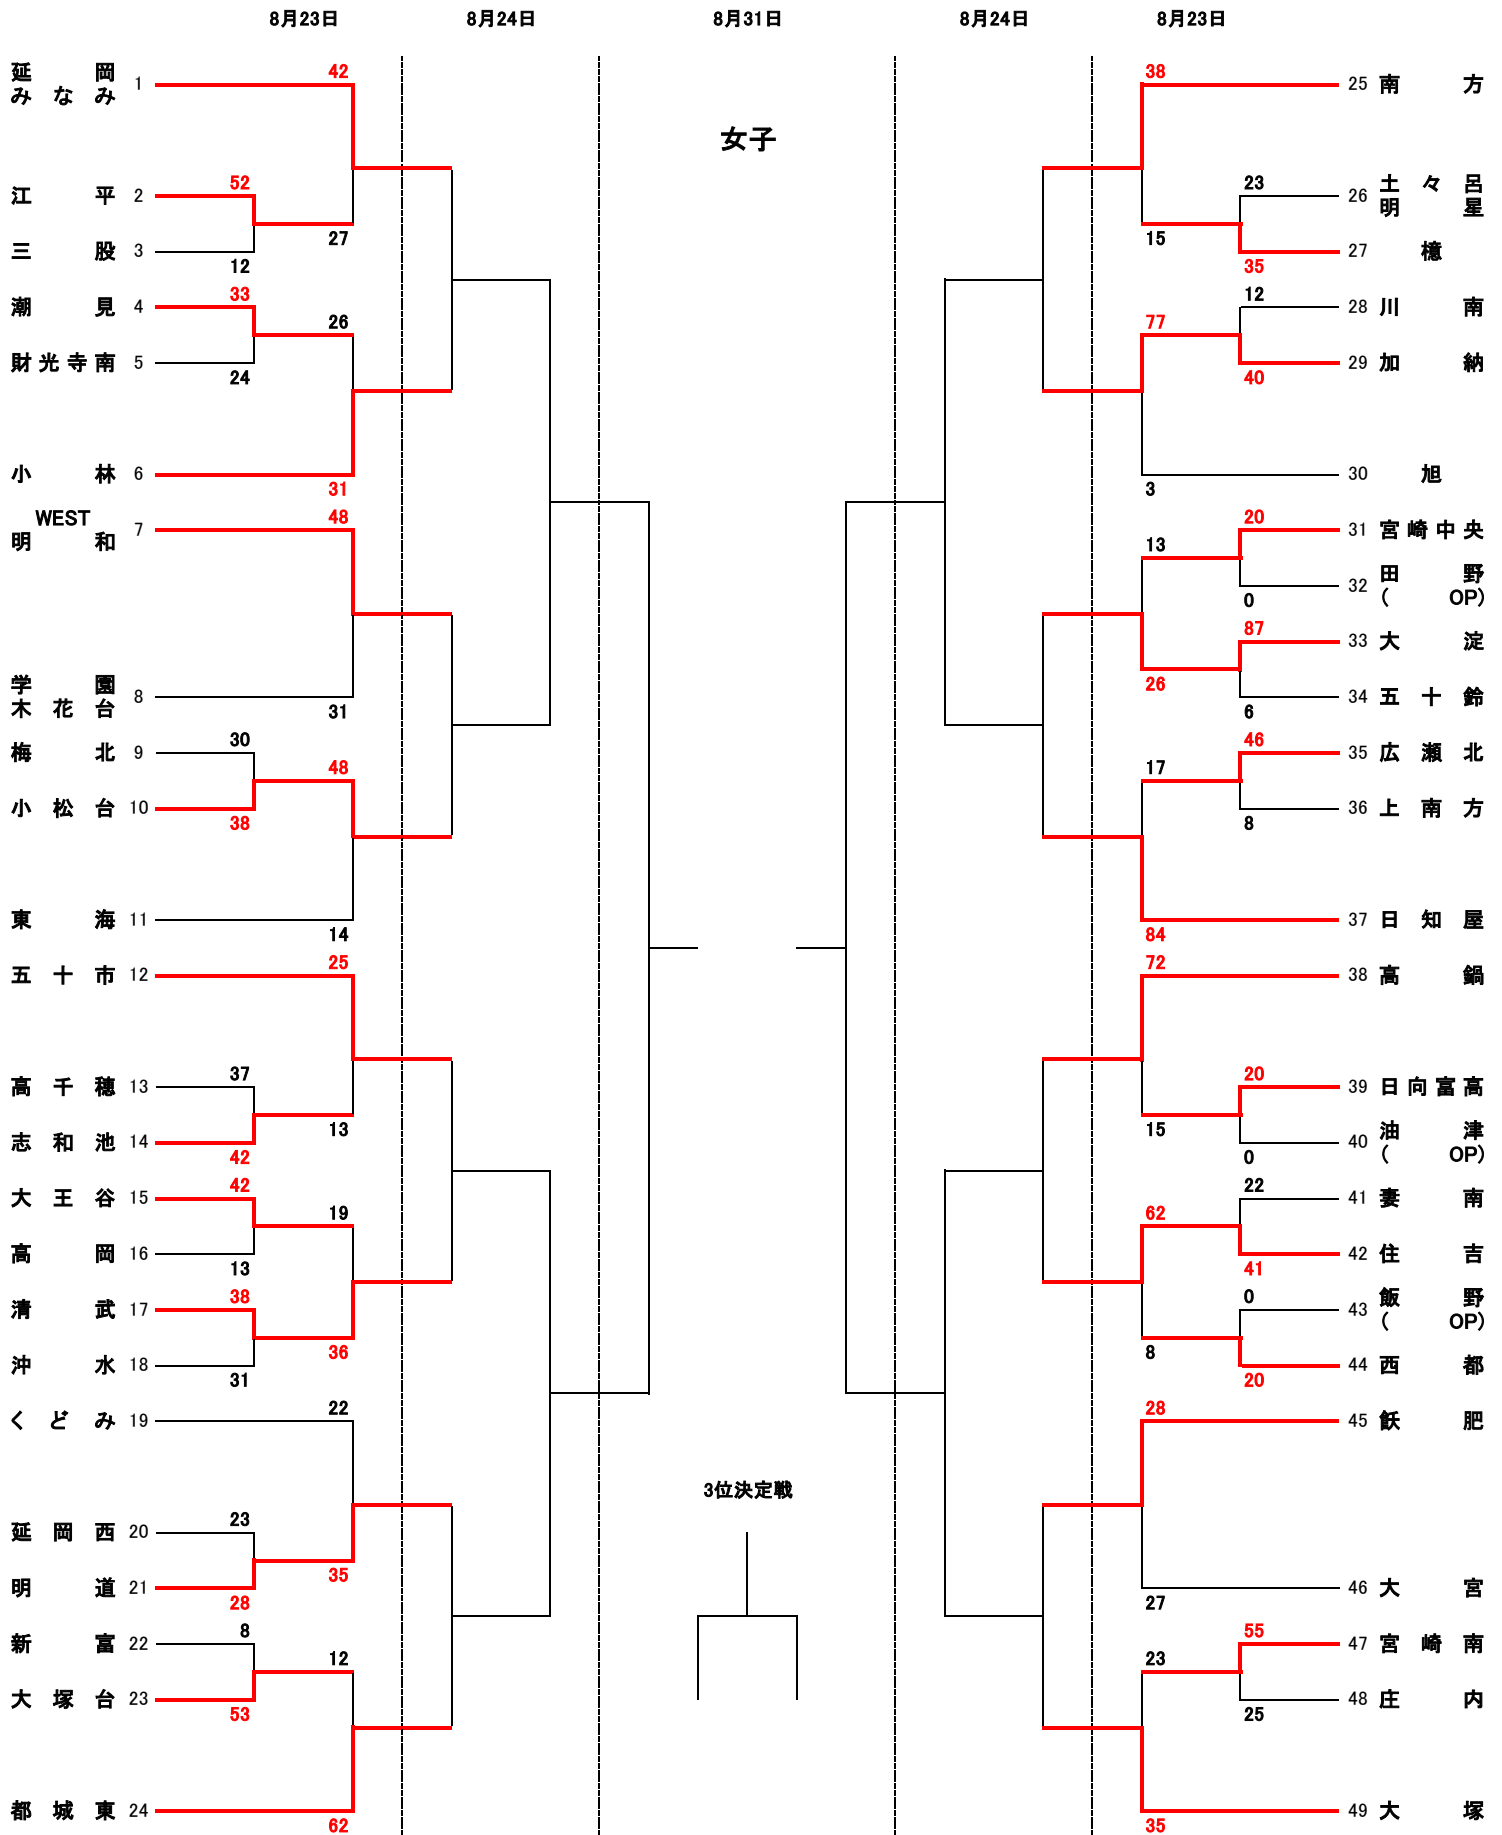 8月23日 8月24日 8月31日 8月24日 8月23日
女子
延岡
みなみ 1 42
江平 2 52
27
三股 3 12
潮見 4 33
26
財光寺南 5 24
小林 6 31
WEST
明和 7 48
学園
木花台 8 31
梅北 9 30
48
小松台 10 38
東海 11 14
五十市 12 25
高千穂 13 37
13
志和池 14 42
大王谷 15 42
19
高岡 16 13
清武 17 38
36
沖水 18 31
くどみ 19 22
延岡西 20 23
35
明道 21 28
新富 22 8
12
大塚台 23 53
都城東 24 62
3位決定戦
38 25 南方
23 26 土々呂
明星
15
35 27 檍
12 28 川南
77
40 29 加納
3 30 旭
20 31 宮崎中央
13
0 32 田野
(OP)
87 33 大淀
26
6 34 五十鈴
46 35 広瀬北
17
8 36 上南方
84 37 日知屋
72 38 高鍋
20 39 日向富高
15
0 40 油津
(OP)
22 41 妻南
62
41 42 住吉
0 43 飯野
(OP)
8
20 44 西都
28 45 飫肥
27 46 大宮
55 47 宮崎南
23
25 48 庄内
35 49 大塚